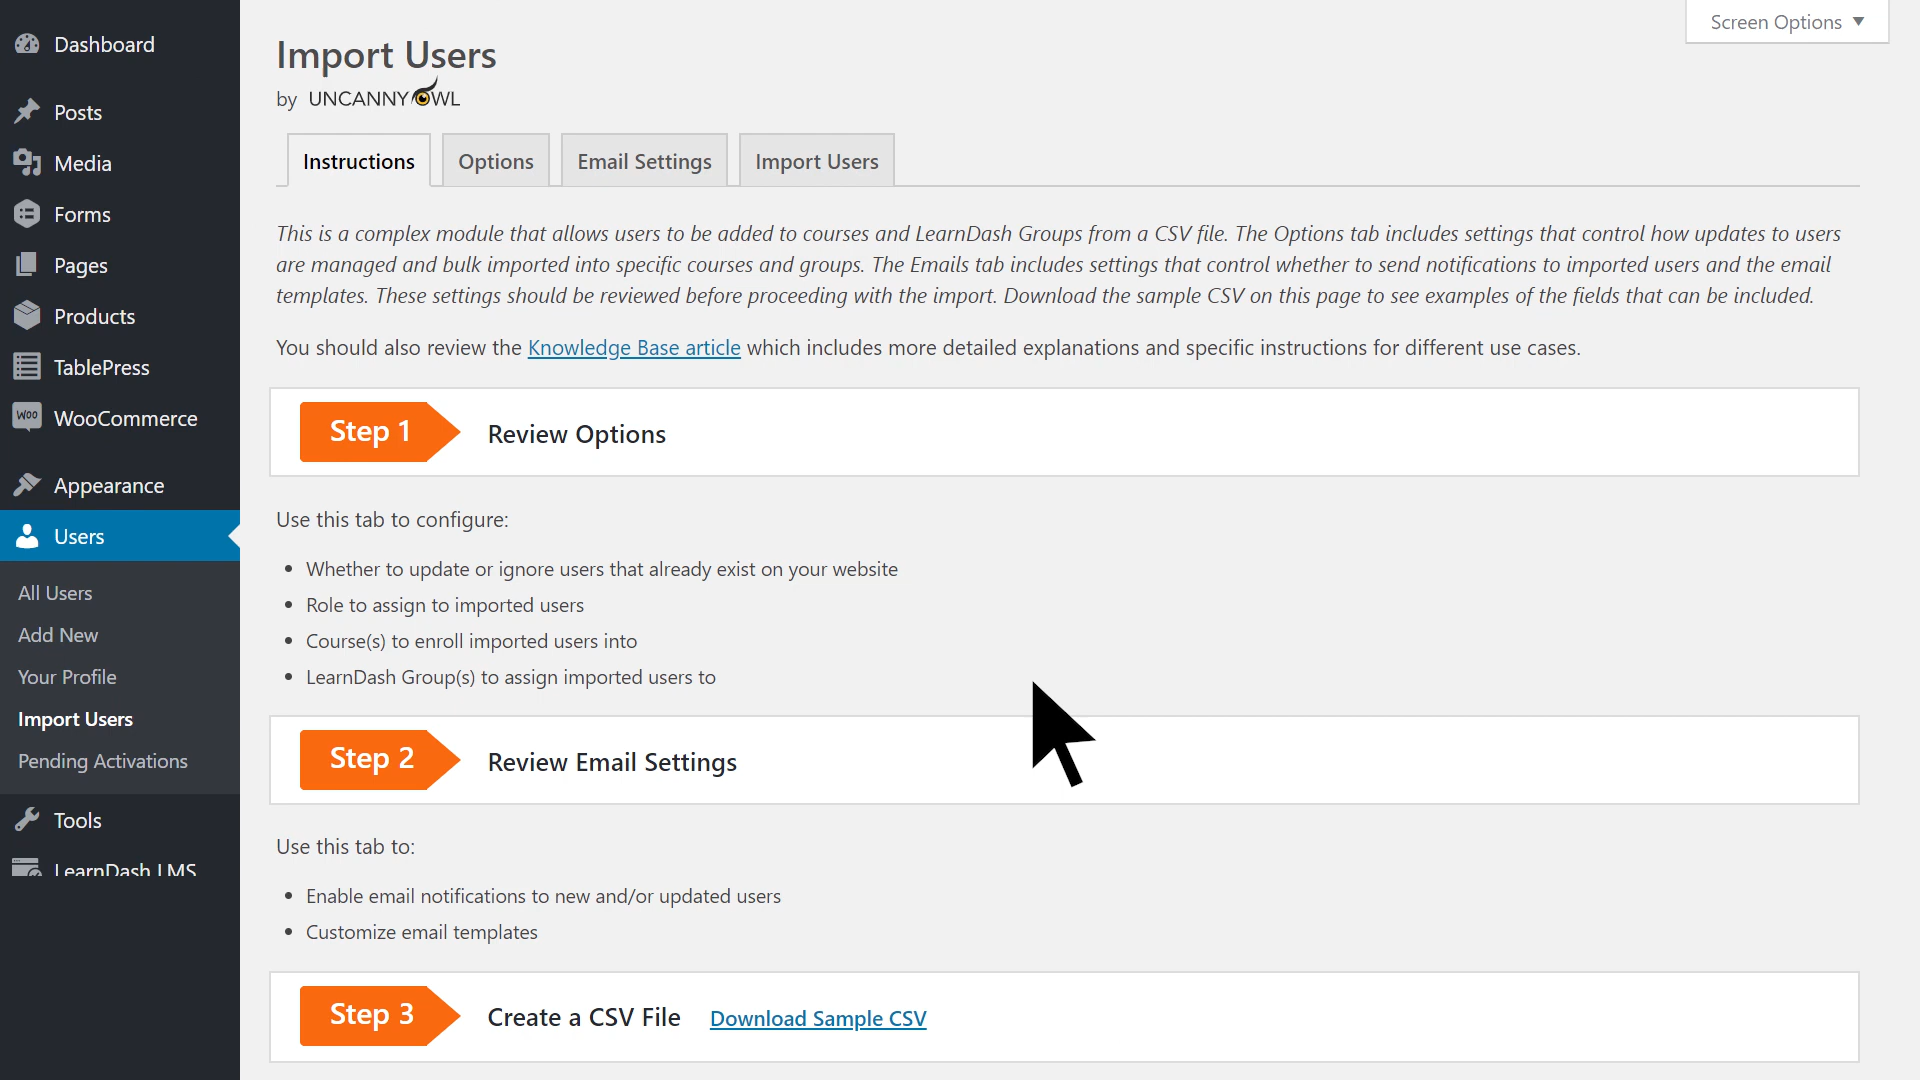 Dashboard
Posts
Media
Forms
Pages
Products
TablePress
WooCommerce
Appearance
Users
All Users
Add New
Your Profile
Import Users
Pending Activations
Tools
LearnDash LMS
Screen Options
Import Users
by UNCANNY OWL
Instructions
Options
Email Settings
Import Users
This is a complex module that allows users to be added to courses and LearnDash Groups from a CSV file. The Options tab includes settings that control how updates to users
are managed and bulk imported into specific courses and groups. The Emails tab includes settings that control whether to send notifications to imported users and the email
templates. These settings should be reviewed before proceeding with the import. Download the sample CSV on this page to see examples of the fields that can be included.
You should also review the Knowledge Base article which includes more detailed explanations and specific instructions for different use cases.
Step 1 Review Options
Use this tab to configure:
• Whether to update or ignore users that already exist on your website
• Role to assign to imported users
• Course(s) to enroll imported users into
• LearnDash Group(s) to assign imported users to
Step 2 Review Email Settings
Use this tab to:
• Enable email notifications to new and/or updated users
• Customize email templates
Step 3 Create a CSV File Download Sample CSV